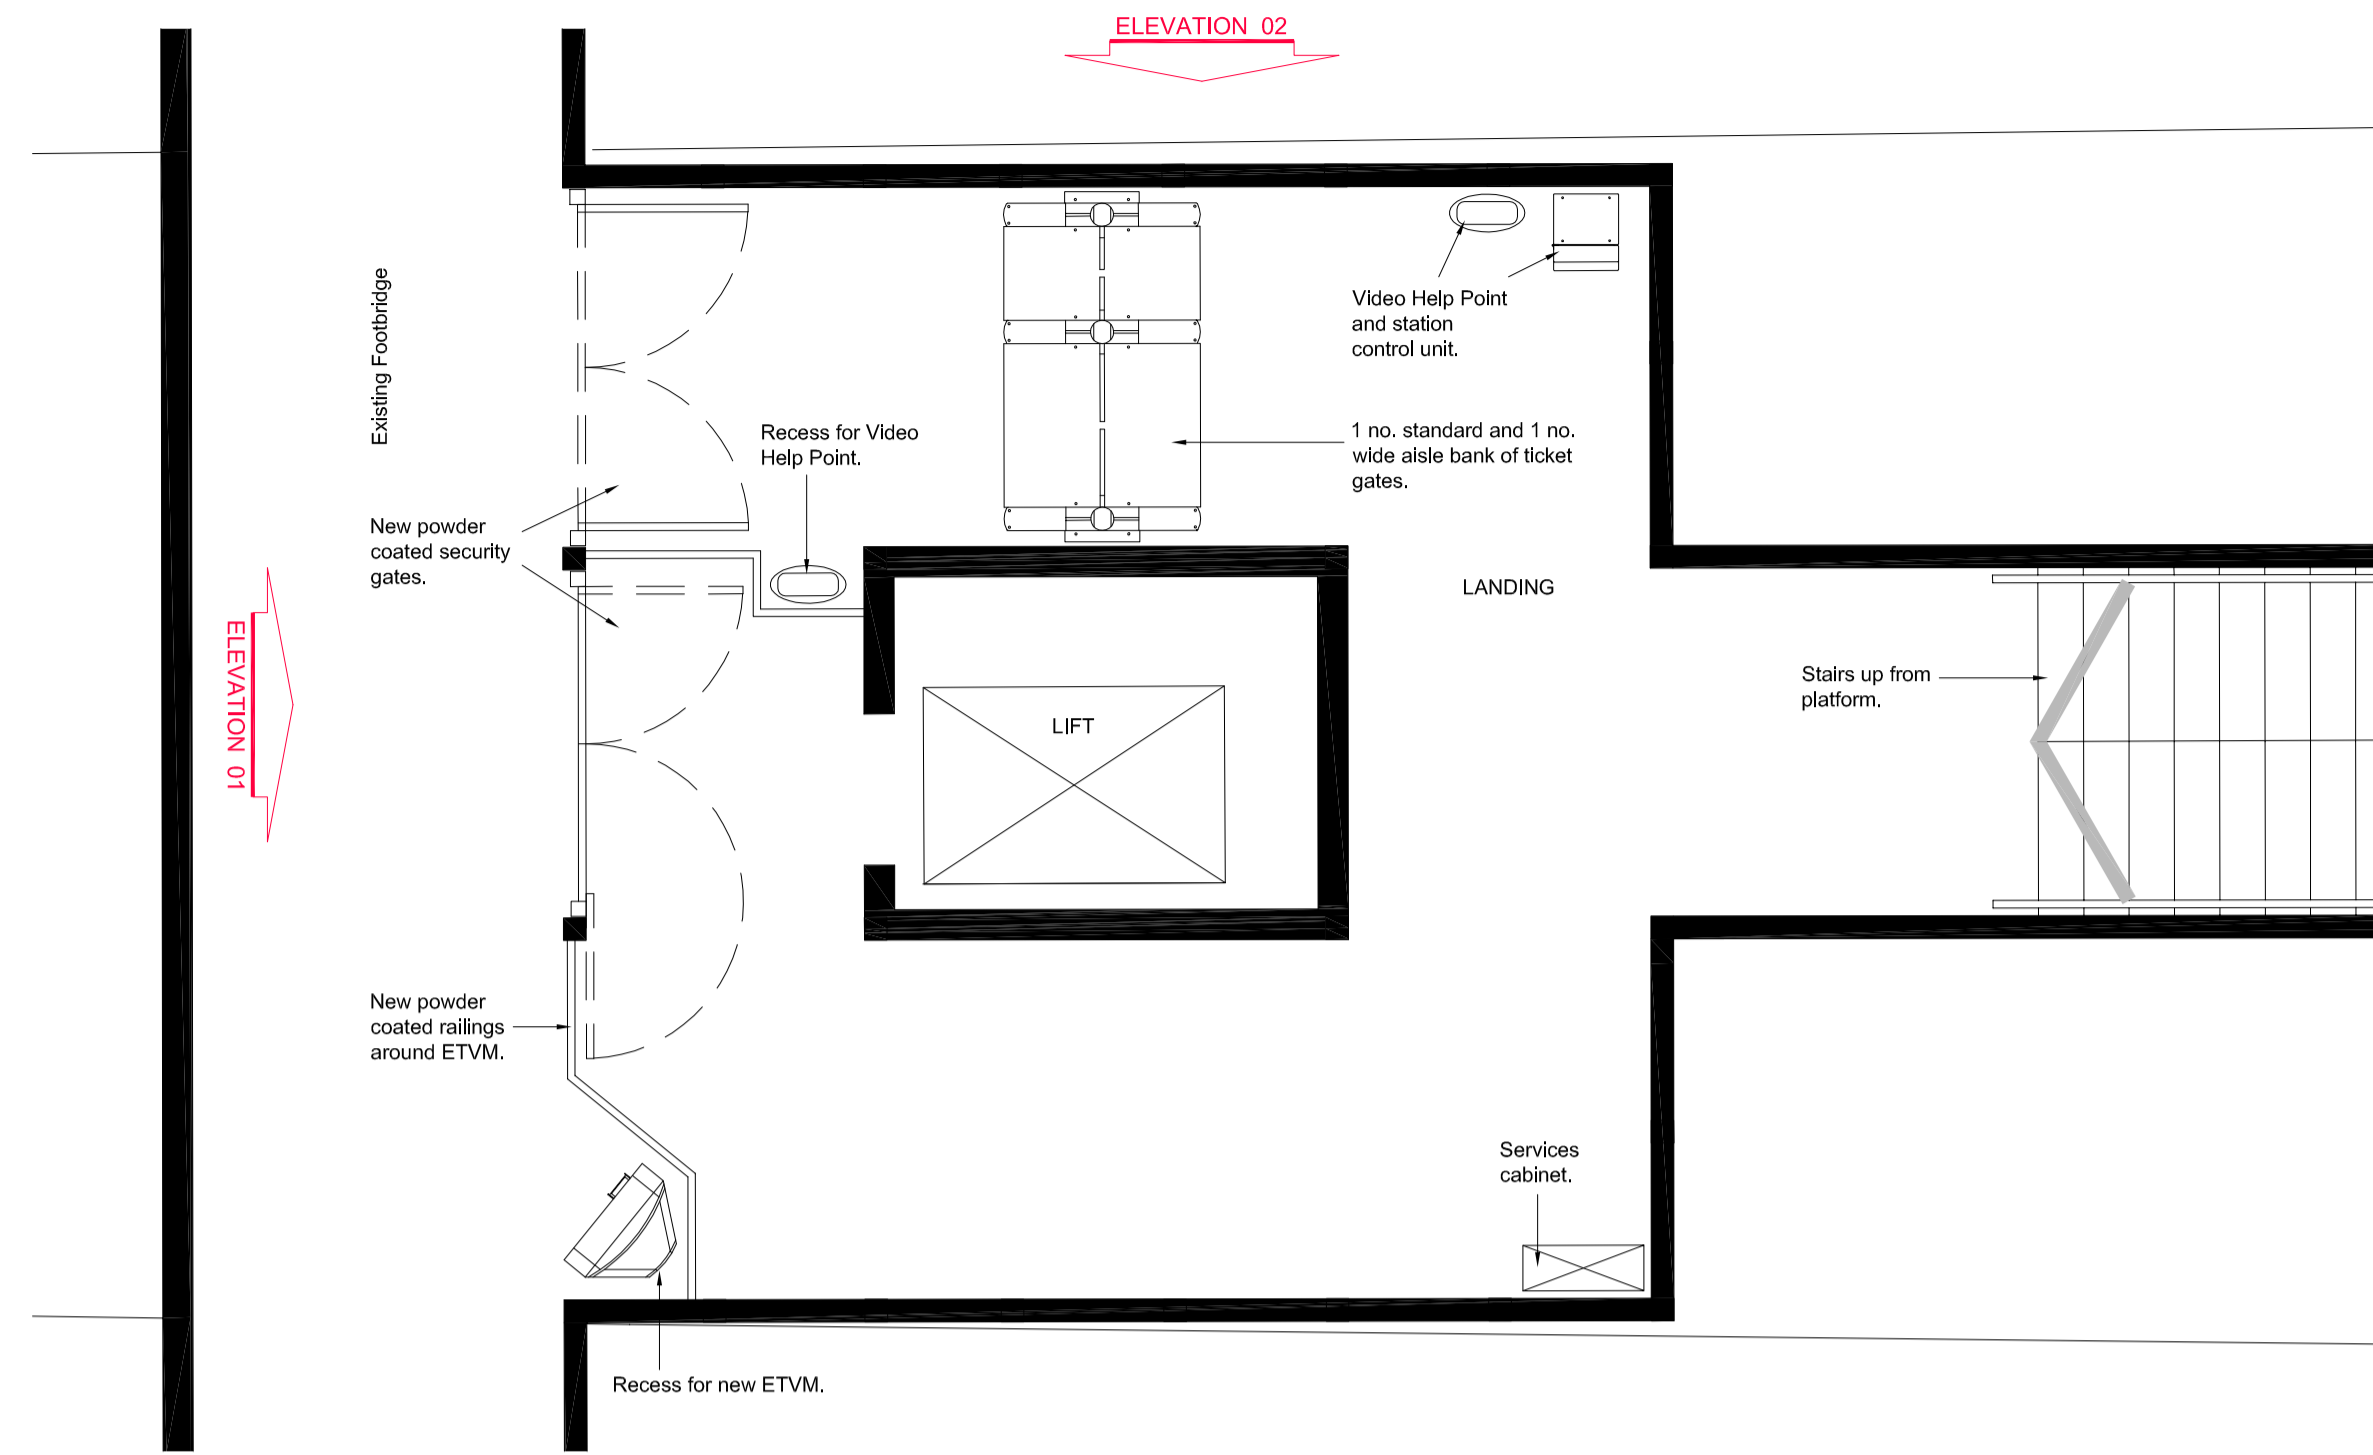 ELEVATION 02
Existing Footbridge
Video Help Point
and station
control unit.
Recess for Video
Help Point.
1 no. standard and 1 no.
wide aisle bank of ticket
gates.
New powder
coated security
gates.
LANDING
ELEVATION 01
Stairs up from
platform.
LIFT
New powder
coated railings
around ETVM.
Services
cabinet.
Recess for new ETVM.